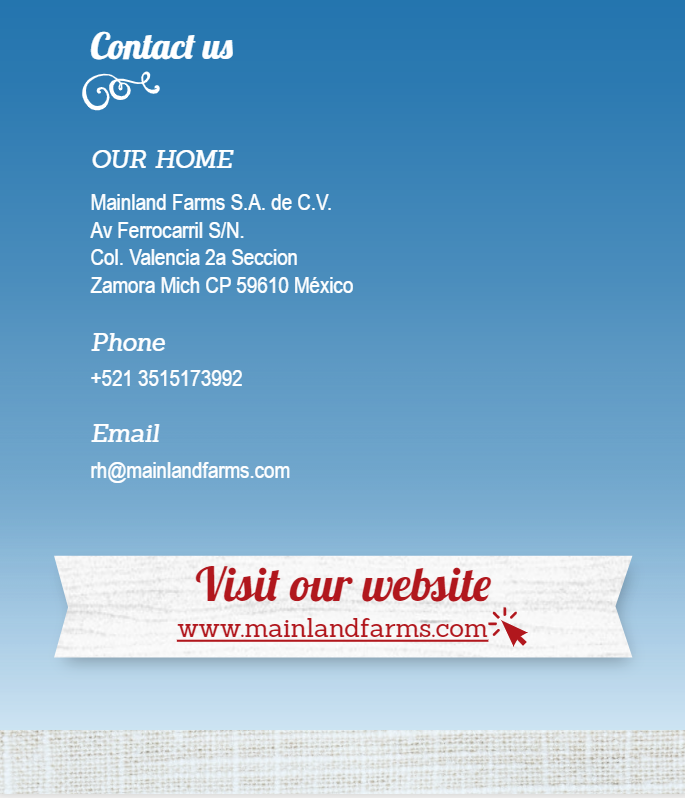 Contact us
OUR HOME
Mainland Farms S.A. de C.V.
Av Ferrocarril S/N.
Col. Valencia 2a Seccion
Zamora Mich CP 59610 México
Phone
+521 3515173992
Email
rh@mainlandfarms.com
Visit our website
www.mainlandfarms.com